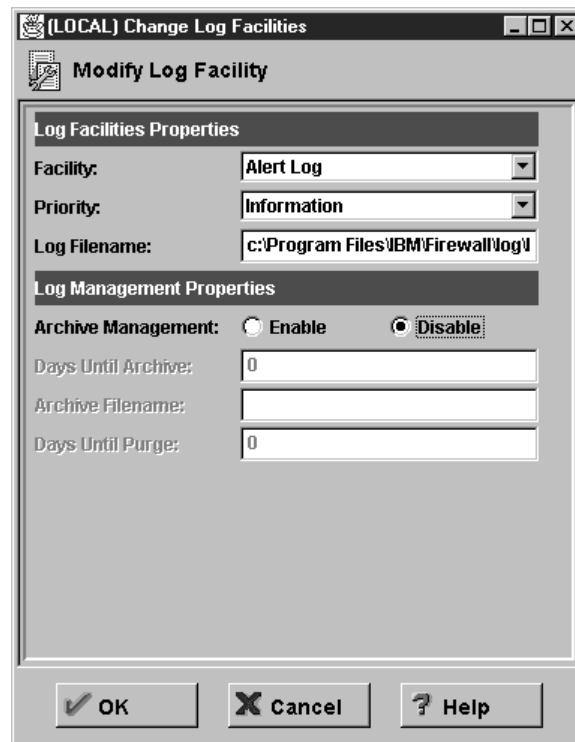 (LOCAL) Change Log Facilities
Modify Log Facility
Log Facilities Properties
Facility: Alert Log
Priority: Information
Log Filename: c:\Program Files\IBM\Firewall\log\
Log Management Properties
Archive Management: Enable Disable
Days Until Archive: 0
Archive Filename:
Days Until Purge: 0
OK Cancel ? Help